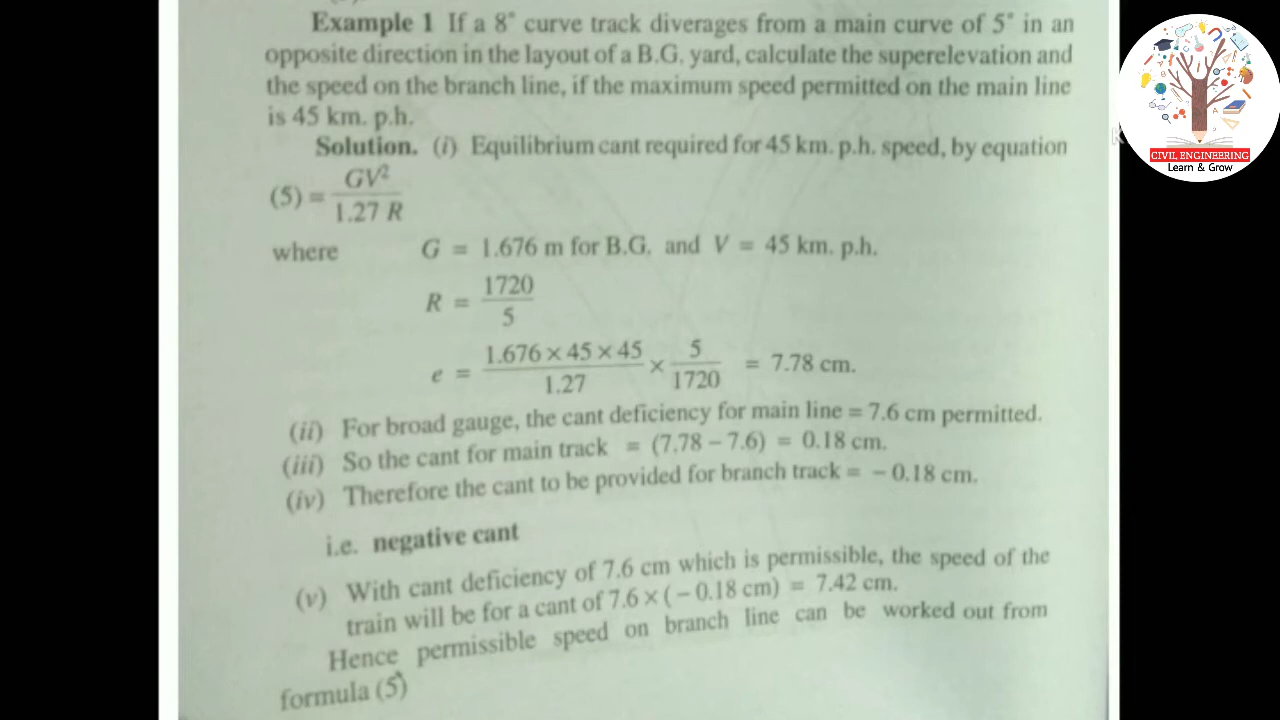 Example 1 If a 8° curve track diverages from a main curve of 5° in an
opposite direction in the layout of a B.G. yard, calculate the superelevation and
the speed on the branch line, if the maximum speed permitted on the main line
is 45 km. p.h.
Solution. (i) Equilibrium cant required for 45 km. p.h. speed, by equation
(5) = GV² / 1.27 R
where G = 1.676 m for B.G. and V = 45 km. p.h.
R = 1720 / 5
e = 1.676 × 45 × 45 / 1.27 × 5 / 1720 = 7.78 cm.
(ii) For broad gauge, the cant deficiency for main line = 7.6 cm permitted.
(iii) So the cant for main track = (7.78 – 7.6) = 0.18 cm.
(iv) Therefore the cant to be provided for branch track = – 0.18 cm.
i.e. negative cant
(v) With cant deficiency of 7.6 cm which is permissible, the speed of the
train will be for a cant of 7.6 × (– 0.18 cm) = 7.42 cm.
Hence permissible speed on branch line can be worked out from
formula (5)
CIVIL ENGINEERING
Learn & Grow